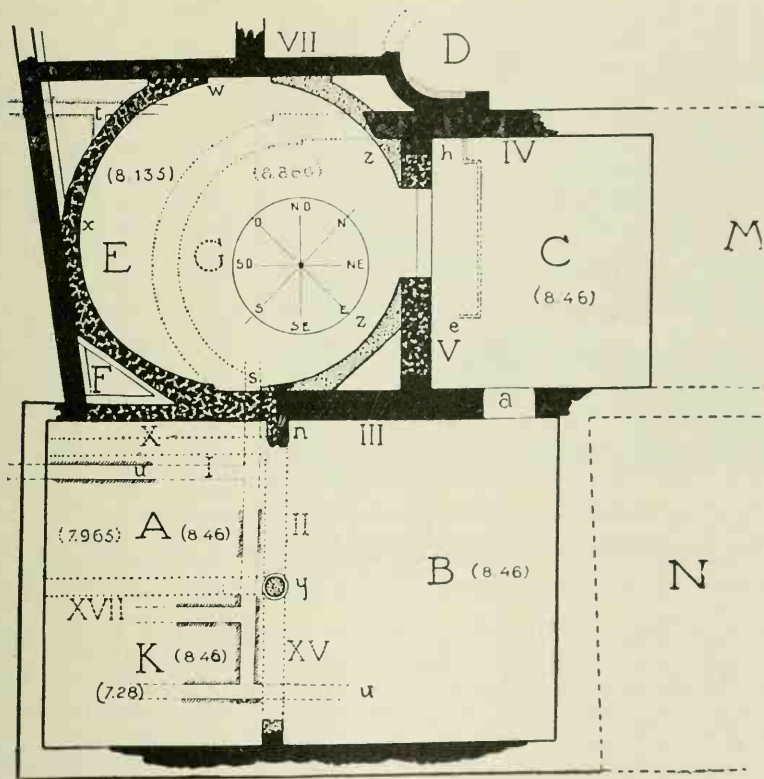 VII
D
w
t
(8.135)
(8.860)
z
h
IV
M
x
E
G
C
(8.46)
NO
O
N
SO
NE
S
E
SE
z
e
V
F
s
a
X
n
III
u
I
(7.965)
A
(8.46)
II
B (8.46)
N
y
XVII
K (8.46)
XV
(7.28)
u